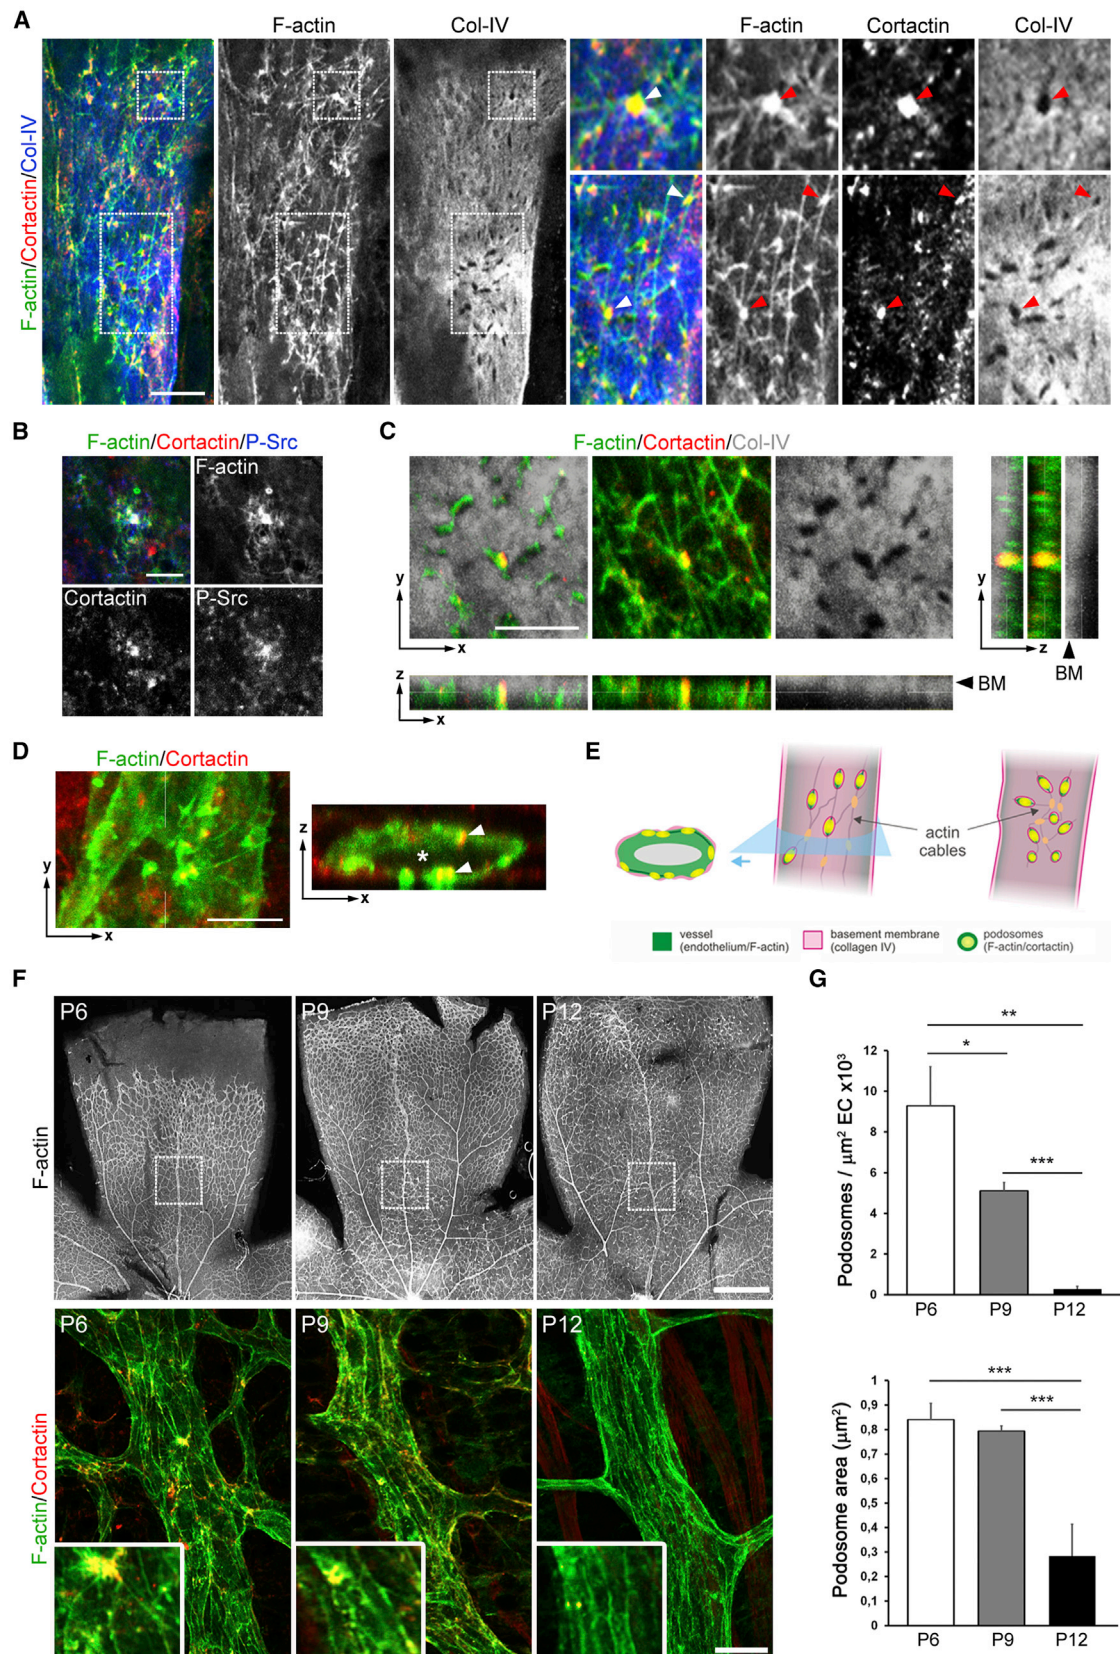 A
F-actin
Col-IV
F-actin
Cortactin
Col-IV
F-actin/Cortactin/Col-IV
B
F-actin/Cortactin/P-Src
F-actin
Cortactin
P-Src
C
F-actin/Cortactin/Col-IV
y
x
z
x
BM
y
z
BM
D
F-actin/Cortactin
y
x
z
x
*
E
actin
cables
vessel
(endothelium/F-actin)
basement membrane
(collagen IV)
podosomes
(F-actin/cortactin)
F
P6
P9
P12
F-actin
P6
P9
P12
F-actin/Cortactin
G
**
*
***
12
10
8
6
4
2
0
Podosomes / μm² EC x10³
P6
P9
P12
***
***
1
0,9
0,8
0,7
0,6
0,5
0,4
0,3
0,2
0,1
0
Podosome area (μm²)
P6
P9
P12